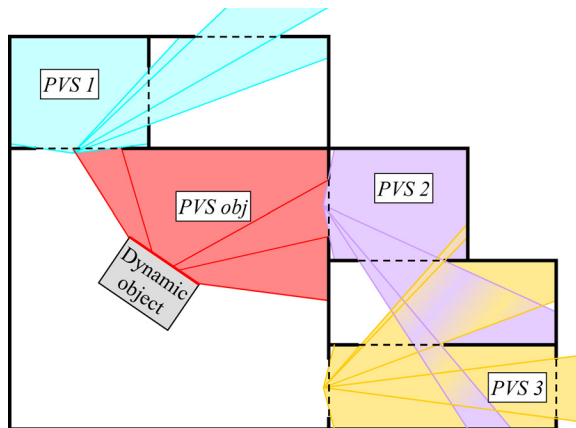 PVS 1
PVS 2
PVS obj
Dynamic
object
PVS 3